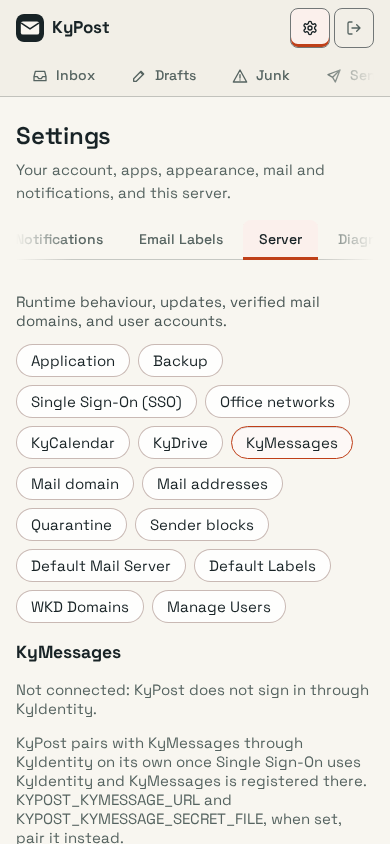 KyPost
Inbox
Drafts
Junk
Settings
Your account, apps, appearance, mail and
notifications, and this server.
Notifications
Email Labels
Server
Runtime behaviour, updates, verified mail
domains, and user accounts.
Application
Backup
Single Sign-On (SSO)
Office networks
KyCalendar
KyDrive
KyMessages
Mail domain
Mail addresses
Quarantine
Sender blocks
Default Mail Server
Default Labels
WKD Domains
Manage Users
KyMessages
Not connected: KyPost does not sign in through
KyIdentity.
KyPost pairs with KyMessages through
KyIdentity on its own once Single Sign-On uses
KyIdentity and KyMessages is registered there.
KYPOST_KYMESSAGE_URL and
KYPOST_KYMESSAGE_SECRET_FILE, when set,
pair it instead.